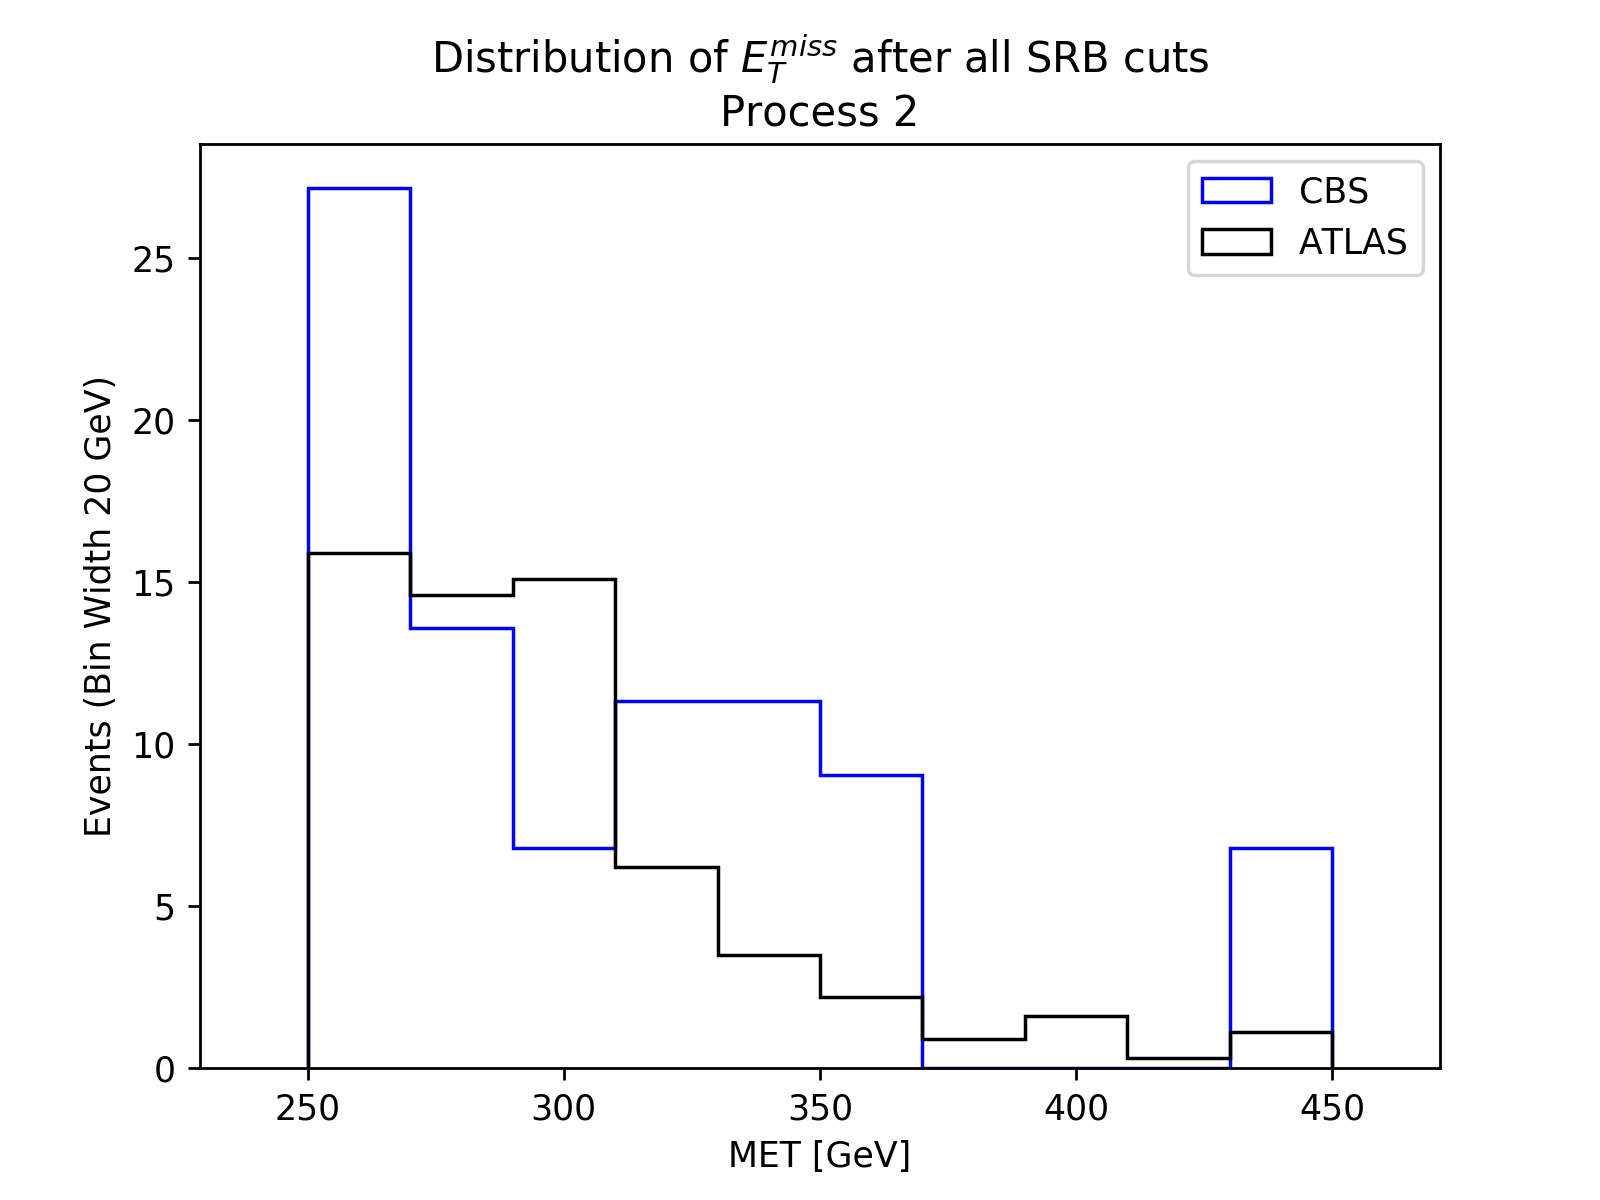 Distribution of $E_T^{miss}$ after all SRB cuts
Process 2
CBS
ATLAS
Events (Bin Width 20 GeV)
25
20
15
10
5
0
250 300 350 400 450
MET [GeV]